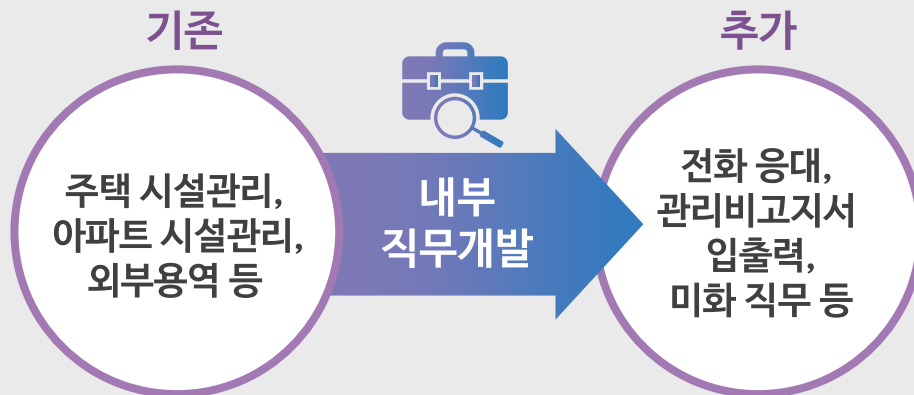 기존
주택 시설관리,
아파트 시설관리,
외부용역 등
내부
직무개발
추가
전화 응대,
관리비고지서
입출력,
미화 직무 등